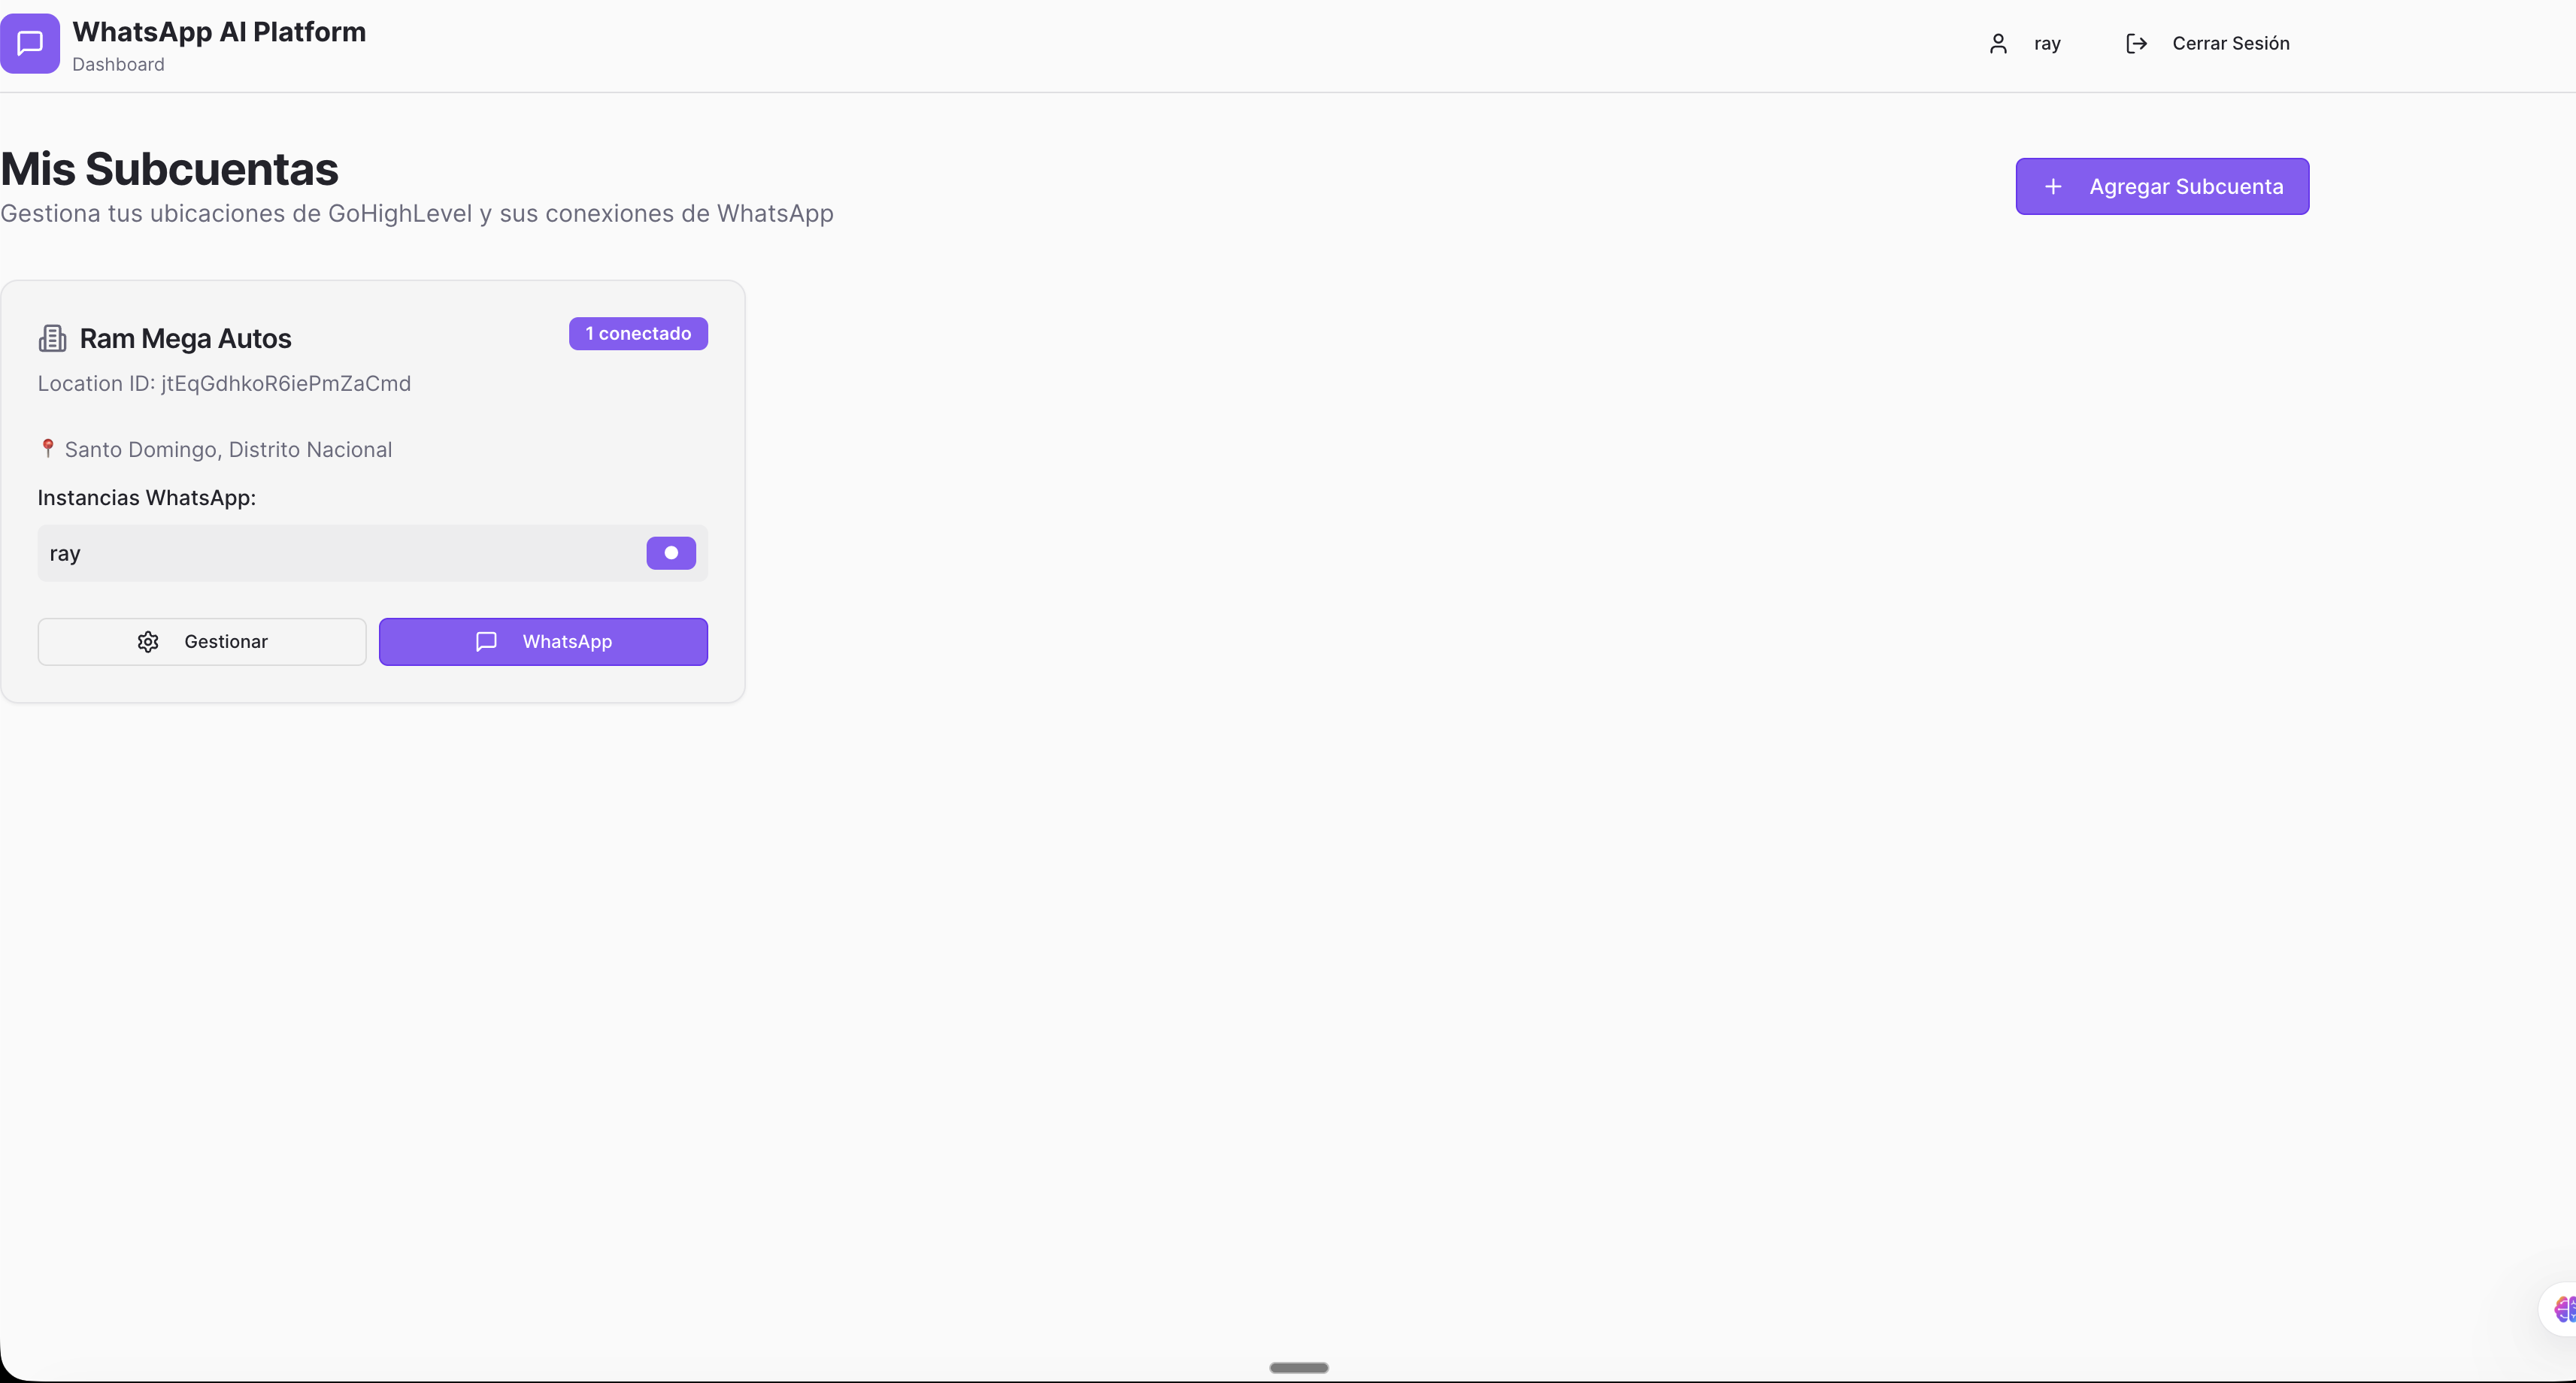 WhatsApp AI Platform
Dashboard
ray
Cerrar Sesión
Mis Subcuentas
Gestiona tus ubicaciones de GoHighLevel y sus conexiones de WhatsApp
Agregar Subcuenta
Ram Mega Autos
1 conectado
Location ID: jtEqGdhkoR6iePmZaCmd
Santo Domingo, Distrito Nacional
Instancias WhatsApp:
ray
Gestionar
WhatsApp